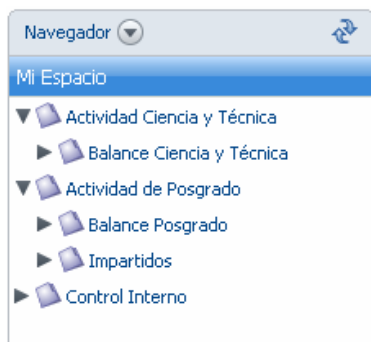 Navegador
Mi Espacio
Actividad Ciencia y Técnica
Balance Ciencia y Técnica
Actividad de Posgrado
Balance Posgrado
Impartidos
Control Interno